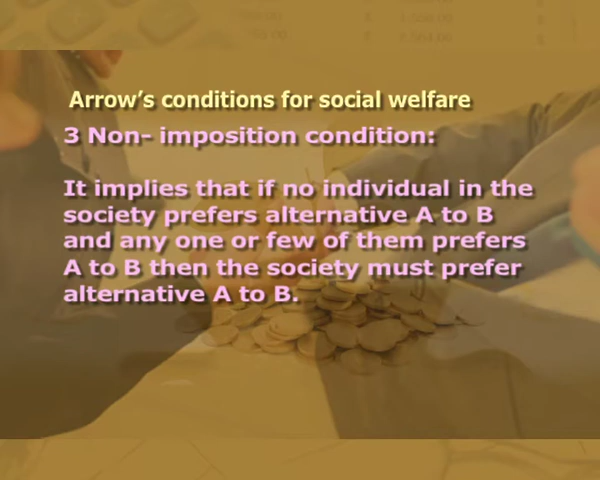 Arrow's conditions for social welfare
3 Non- imposition condition:
It implies that if no individual in the
society prefers alternative A to B
and any one or few of them prefers
A to B then the society must prefer
alternative A to B.